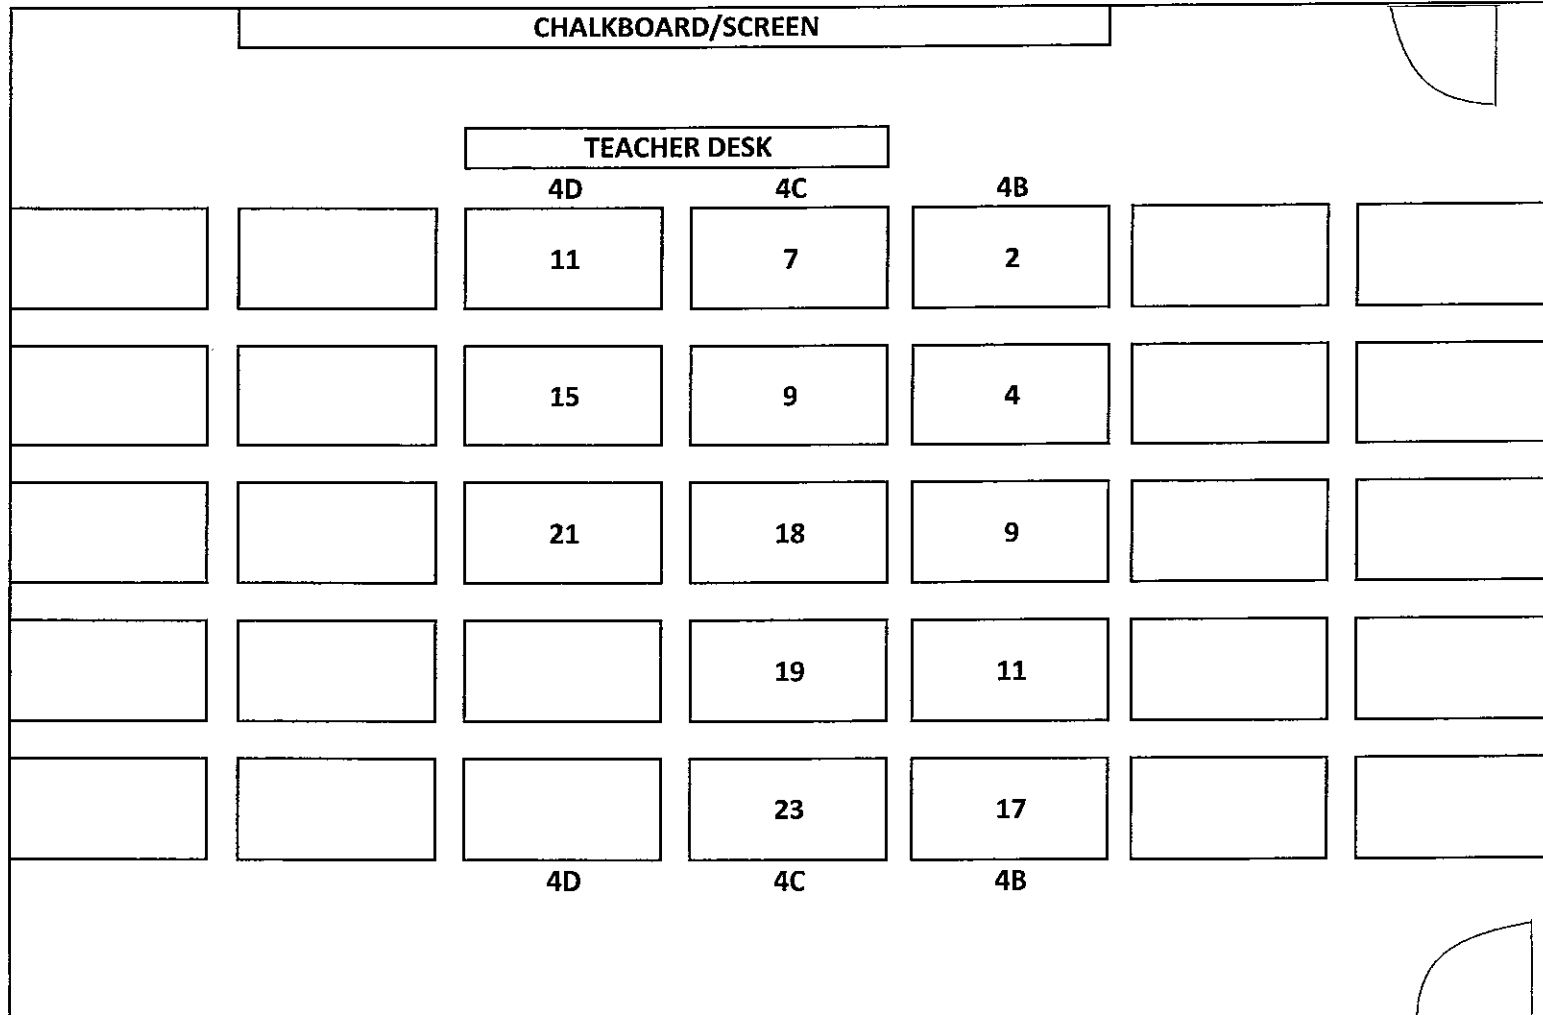 CHALKBOARD/SCREEN
TEACHER DESK
4D 4C 4B
11 7 2
15 9 4
21 18 9
19 11
23 17
4D 4C 4B